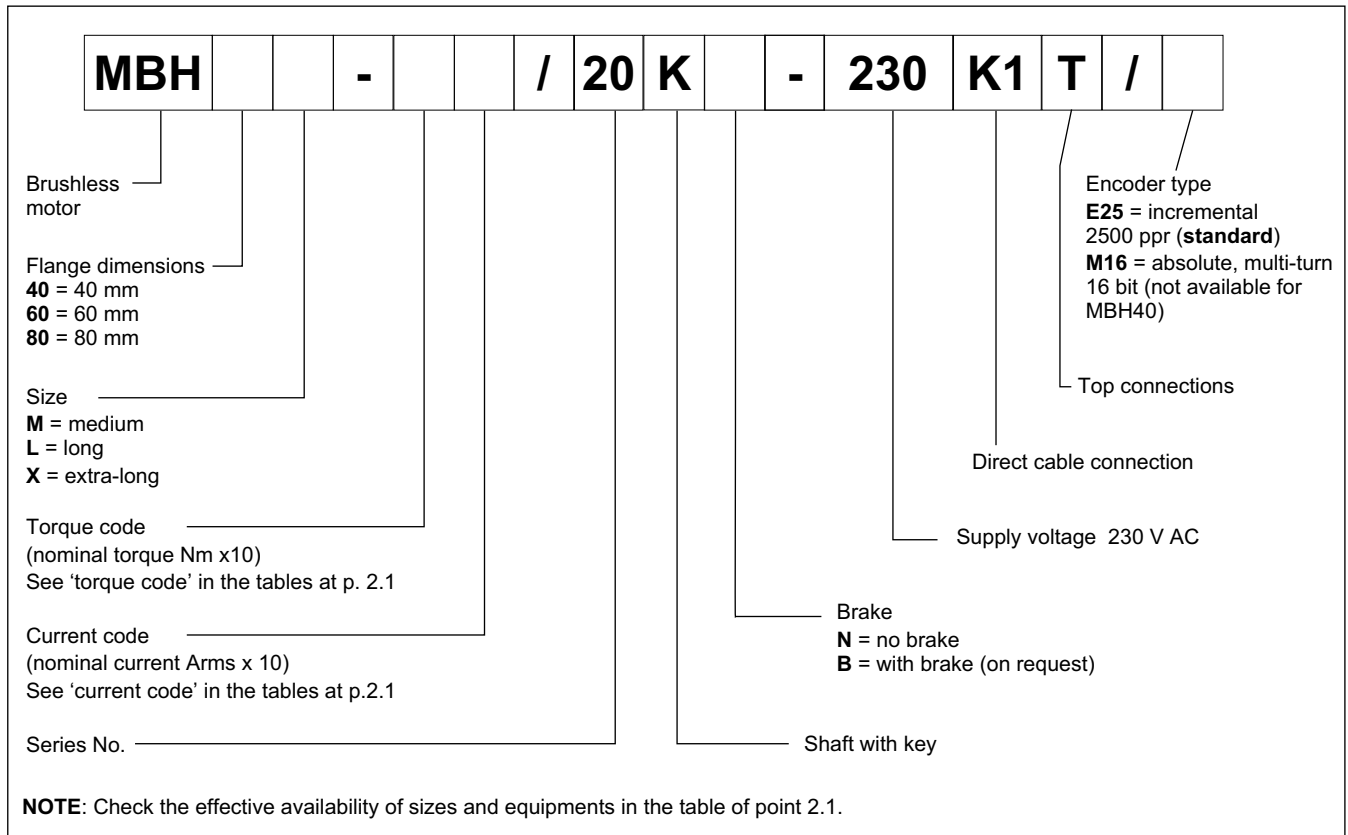 MBH - / 20 K - 230 K1 T /
Brushless
motor
Flange dimensions
40 = 40 mm
60 = 60 mm
80 = 80 mm
Size
M = medium
L = long
X = extra-long
Torque code
(nominal torque Nm x10)
See ‘torque code’ in the tables at p. 2.1
Current code
(nominal current Arms x 10)
See ‘current code’ in the tables at p.2.1
Series No.
Shaft with key
Brake
N = no brake
B = with brake (on request)
Supply voltage 230 V AC
Direct cable connection
Top connections
Encoder type
E25 = incremental
2500 ppr (standard)
M16 = absolute, multi-turn
16 bit (not available for
MBH40)
NOTE: Check the effective availability of sizes and equipments in the table of point 2.1.